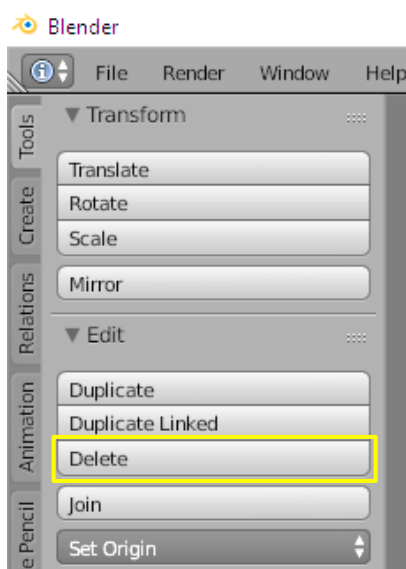 Blender
File Render Window Help
Tools
Create
Relations
Animation
e Pencil
Transform
Translate
Rotate
Scale
Mirror
Edit
Duplicate
Duplicate Linked
Delete
Join
Set Origin